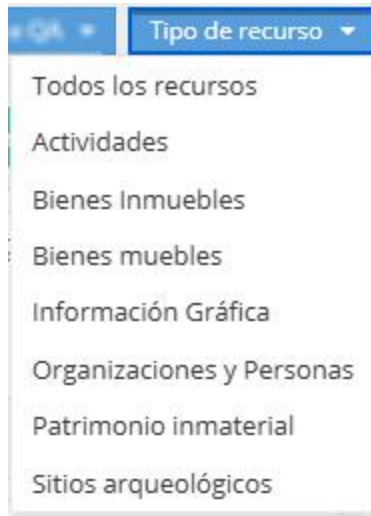 Tipo de recurso
Todos los recursos
Actividades
Bienes Inmuebles
Bienes muebles
Información Gráfica
Organizaciones y Personas
Patrimonio inmaterial
Sitios arqueológicos